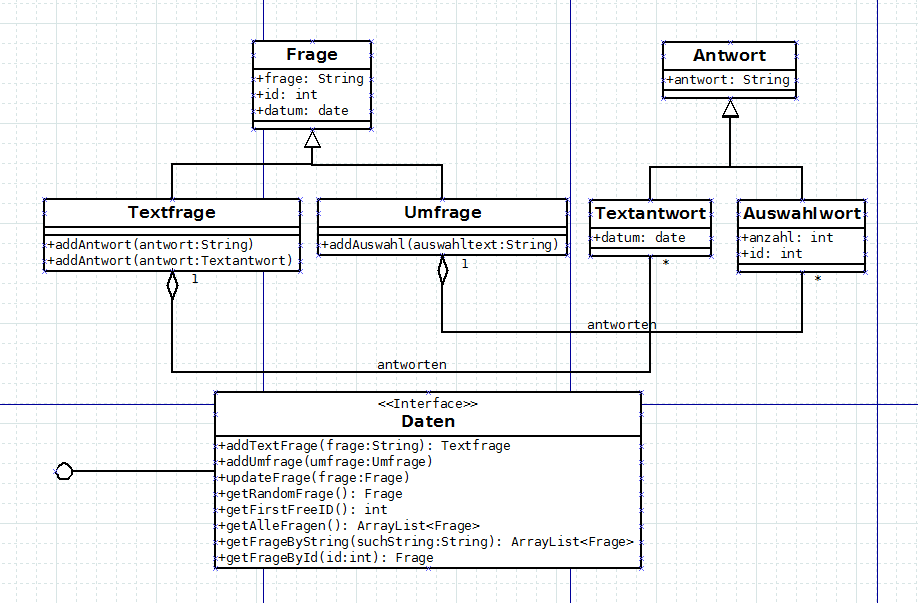 Frage
+frage: String
+id: int
+datum: date
Antwort
+antwort: String
Textfrage
+addAntwort(antwort:String)
+addAntwort(antwort:Textantwort)
1
Umfrage
+addAuswahl(auswahltext:String)
1
Textantwort
+datum: date
*
Auswahlwort
+anzahl: int
+id: int
*
antworten
antworten
<<Interface>>
Daten
+addTextFrage(frage:String): Textfrage
+addUmfrage(umfrage:Umfrage)
+updateFrage(frage:Frage)
+getRandomFrage(): Frage
+getFirstFreeID(): int
+getAlleFragen(): ArrayList<Frage>
+getFrageByString(suchString:String): ArrayList<Frage>
+getFrageById(id:int): Frage